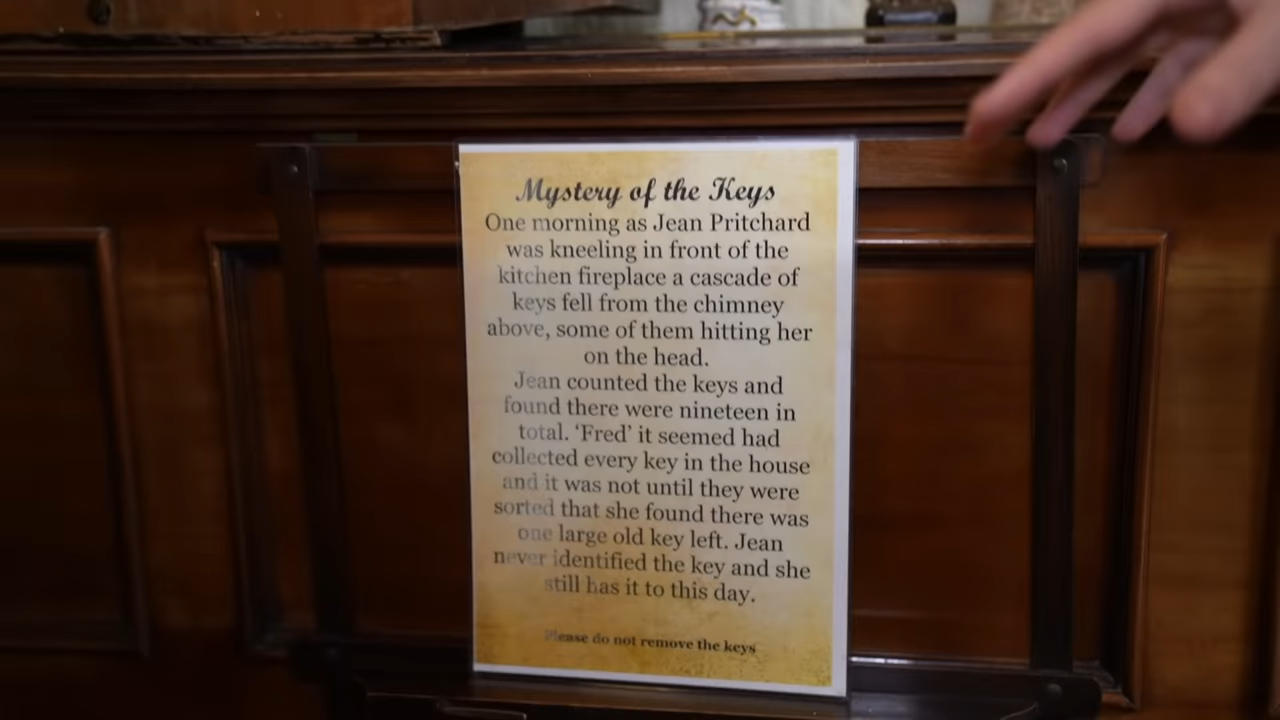 Mystery of the Keys
One morning as Jean Pritchard
was kneeling in front of the
kitchen fireplace a cascade of
keys fell from the chimney
above, some of them hitting her
on the head.
Jean counted the keys and
found there were nineteen in
total. ‘Fred’ it seemed had
collected every key in the house
and it was not until they were
sorted that she found there was
one large old key left. Jean
never identified the key and she
still has it to this day.
Please do not remove the keys